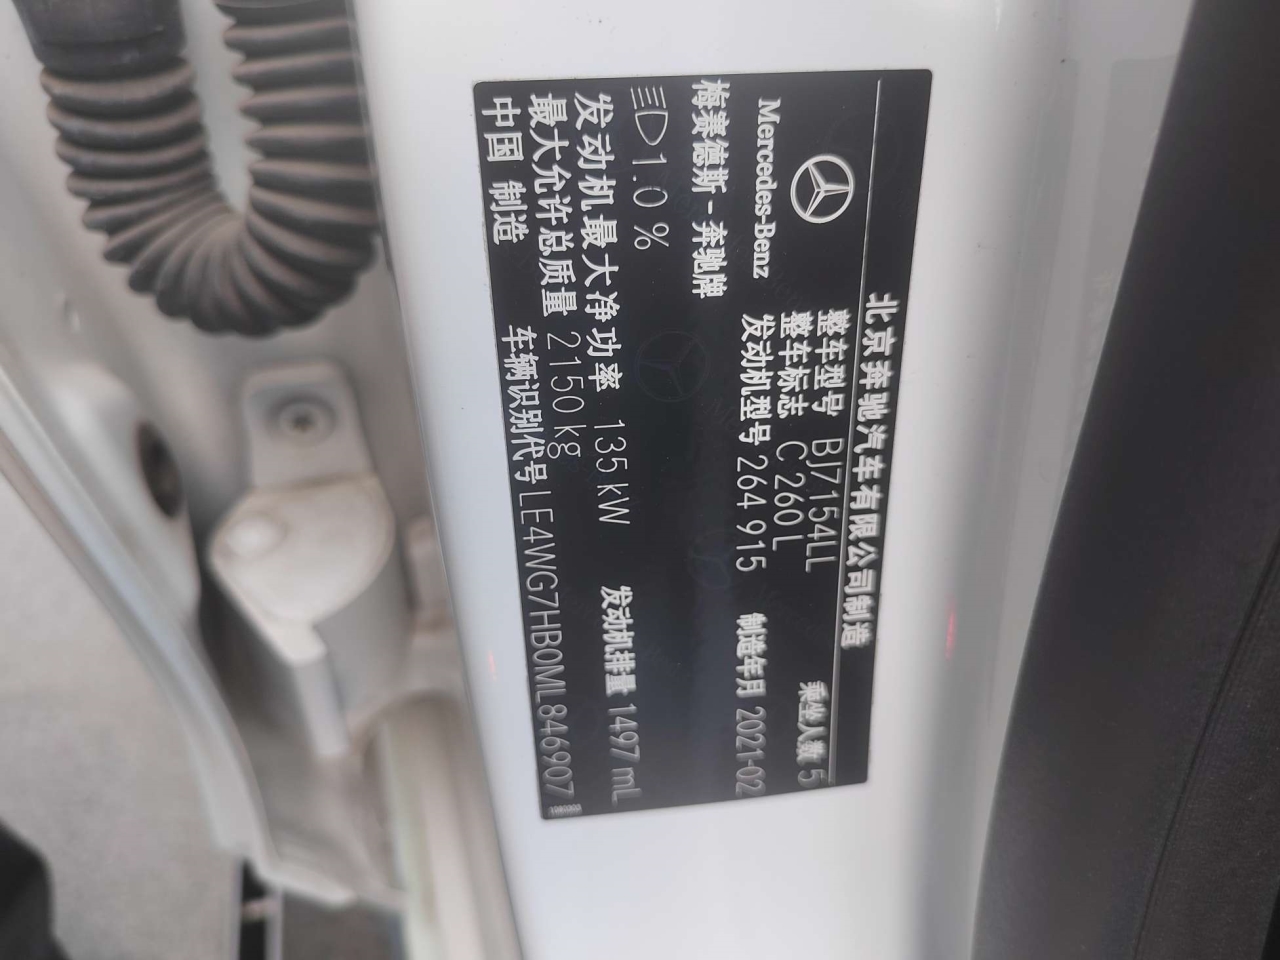 北京奔驰汽车有限公司制造
Mercedes-Benz
梅赛德斯-奔驰牌
整车型号 BJ7154LL 乘坐人数 5
整车标志 C 260 L
发动机型号 264 915 制造年月 2021-02
1.0 %
发动机最大净功率 135 kW 发动机排量 1497 mL
最大允许总质量 2150 kg
中国 制造 车辆识别代号 LE4WG7HB0ML846907